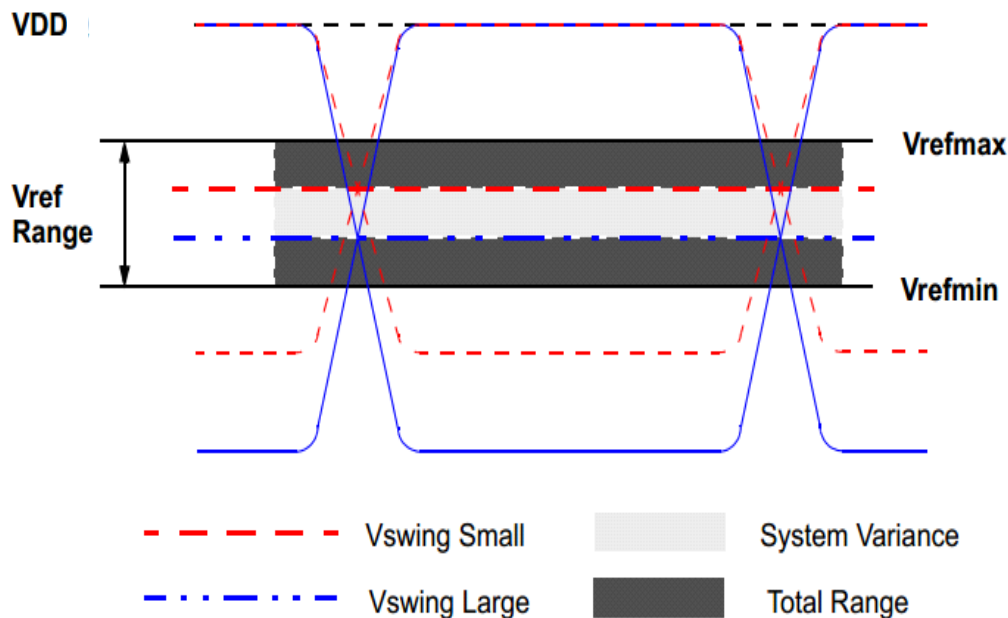 VDD
Vrefmax
Vref
Range
Vrefmin
Vswing Small
System Variance
Vswing Large
Total Range